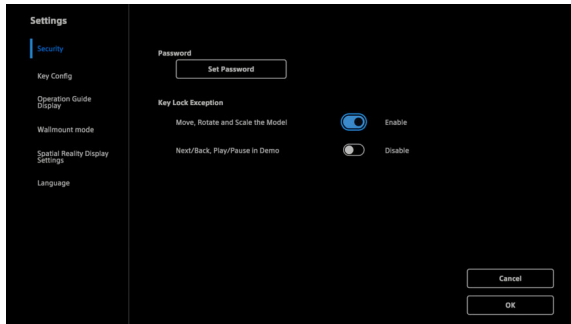 Settings
Security
Key Config
Operation Guide
Display
Wallmount mode
Spatial Reality Display
Settings
Language
Password
Set Password
Key Lock Exception
Move, Rotate and Scale the Model
Enable
Next/Back, Play/Pause in Demo
Disable
Cancel
OK